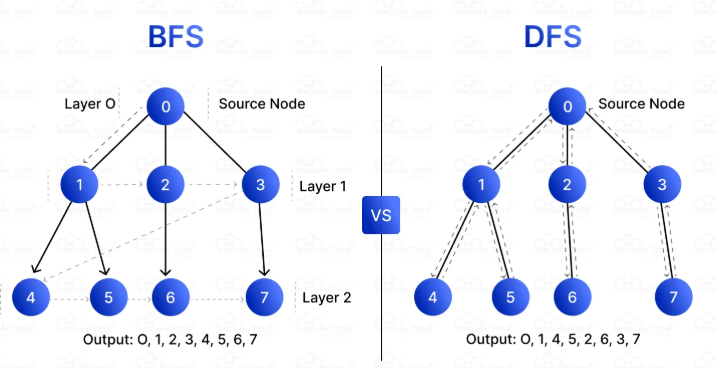 BFS
Layer O
0
Source Node
1
2
3
Layer 1
4
5
6
7
Layer 2
Output: O, 1, 2, 3, 4, 5, 6, 7
VS
DFS
0
Source Node
1
2
3
4
5
6
7
Output: O, 1, 4, 5, 2, 6, 3, 7